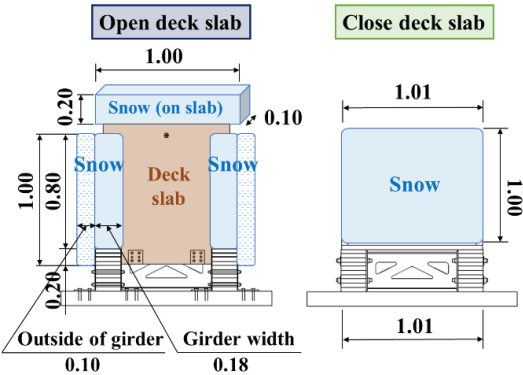 Open deck slab
Close deck slab
1.00
0.20
Snow (on slab)
0.10
Snow
Snow
Deck
slab
1.00
0.80
0.20
Outside of girder
0.10
Girder width
0.18
1.01
Snow
1.00
1.01